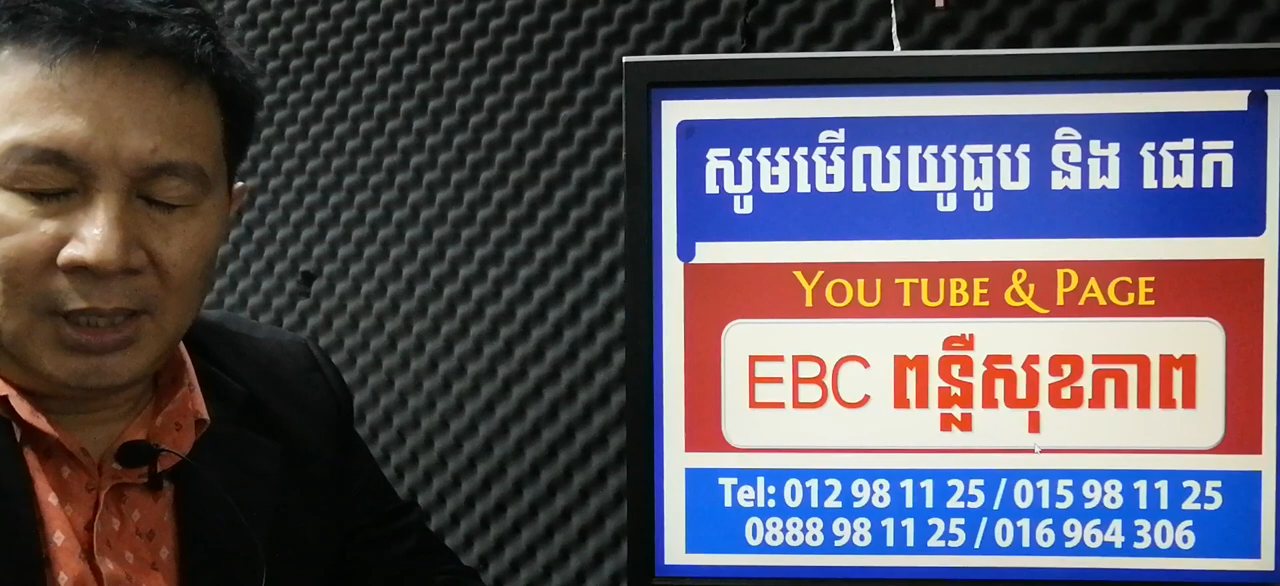 សូមមើលយូធូប និង ផេក
YOU TUBE & PAGE
EBC ពន្លឺសុខភាព
Tel: 012 98 11 25 / 015 98 11 25
0888 98 11 25 / 016 964 306